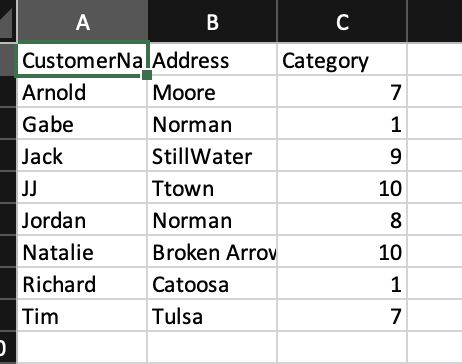 A B C
CustomerNa Address Category
Arnold Moore 7
Gabe Norman 1
Jack StillWater 9
JJ Ttown 10
Jordan Norman 8
Natalie Broken Arrov 10
Richard Catoosa 1
Tim Tulsa 7
0